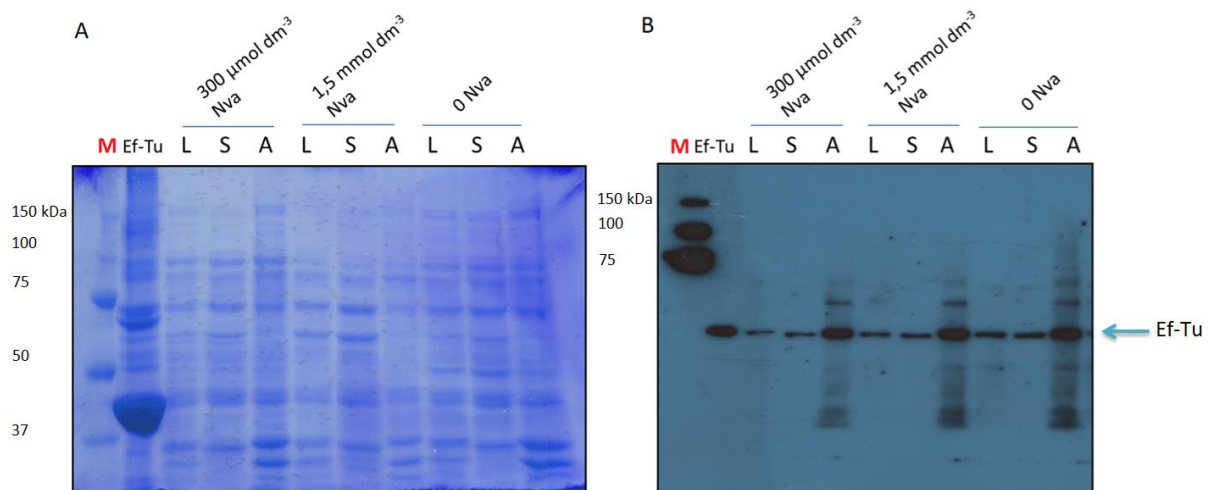 A
300 µmol dm-3
Nva
1,5 mmol dm-3
Nva
0 Nva
M Ef-Tu L S A L S A L S A
150 kDa
100
75
50
37
B
300 µmol dm-3
Nva
1,5 mmol dm-3
Nva
0 Nva
M Ef-Tu L S A L S A L S A
150 kDa
100
75
Ef-Tu